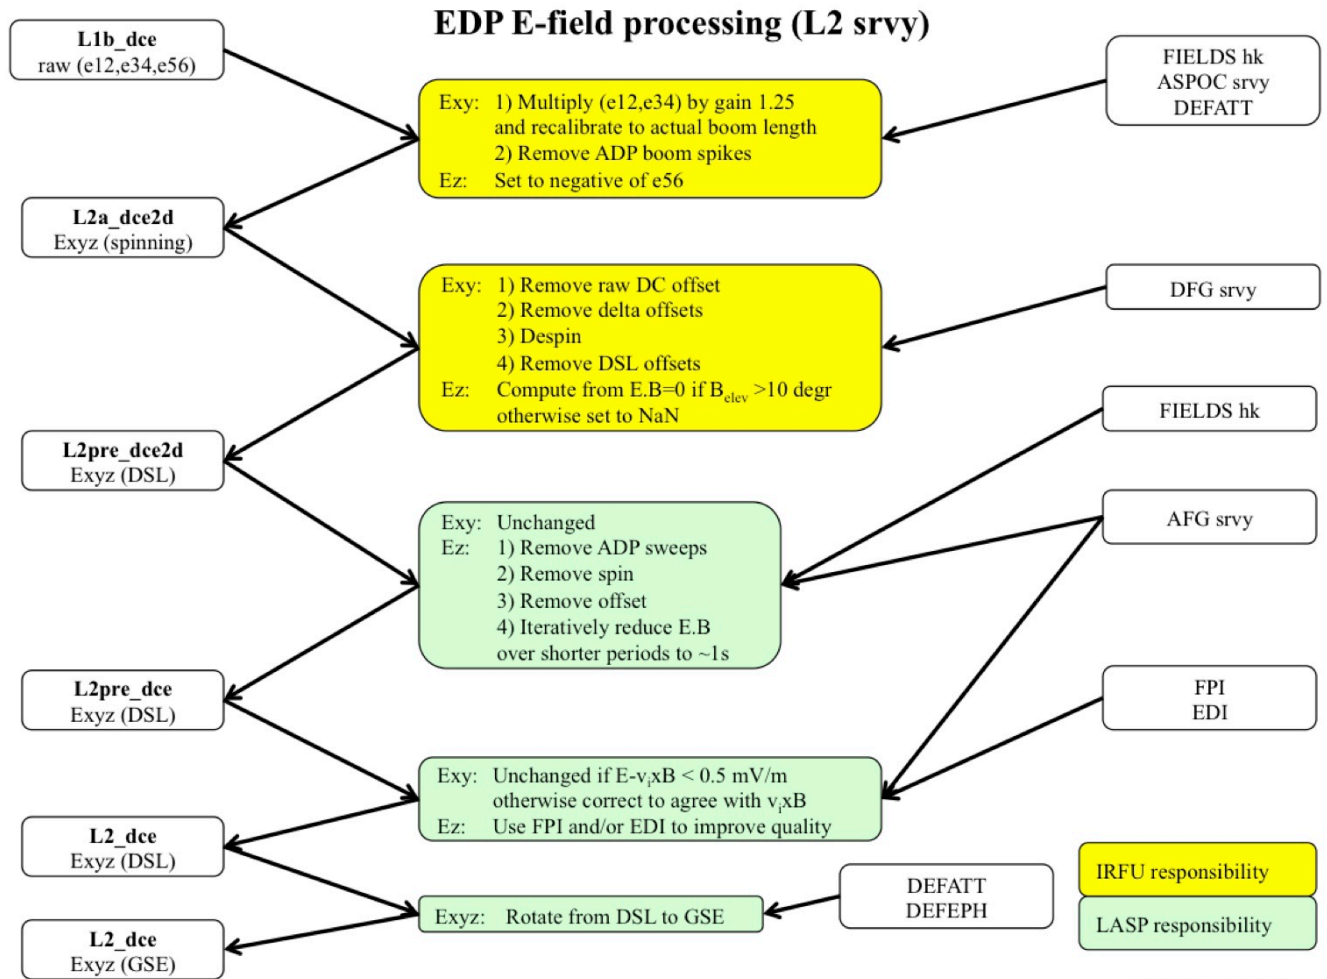 EDP E-field processing (L2 srvy)
L1b_dce
raw (e12,e34,e56)
FIELDS hk
ASPOC srvy
DEFATT
Exy: 1) Multiply (e12,e34) by gain 1.25
and recalibrate to actual boom length
2) Remove ADP boom spikes
Ez: Set to negative of e56
L2a_dce2d
Exyz (spinning)
Exy: 1) Remove raw DC offset
2) Remove delta offsets
3) Despin
4) Remove DSL offsets
Ez: Compute from E.B=0 if Belev >10 degr
otherwise set to NaN
DFG srvy
FIELDS hk
L2pre_dce2d
Exyz (DSL)
AFG srvy
Exy: Unchanged
Ez: 1) Remove ADP sweeps
2) Remove spin
3) Remove offset
4) Iteratively reduce E.B
over shorter periods to ~1s
L2pre_dce
Exyz (DSL)
FPI
EDI
Exy: Unchanged if E-vixB < 0.5 mV/m
otherwise correct to agree with vixB
Ez: Use FPI and/or EDI to improve quality
L2_dce
Exyz (DSL)
Exyz: Rotate from DSL to GSE
DEFATT
DEFEPH
IRFU responsibility
LASP responsibility
L2_dce
Exyz (GSE)